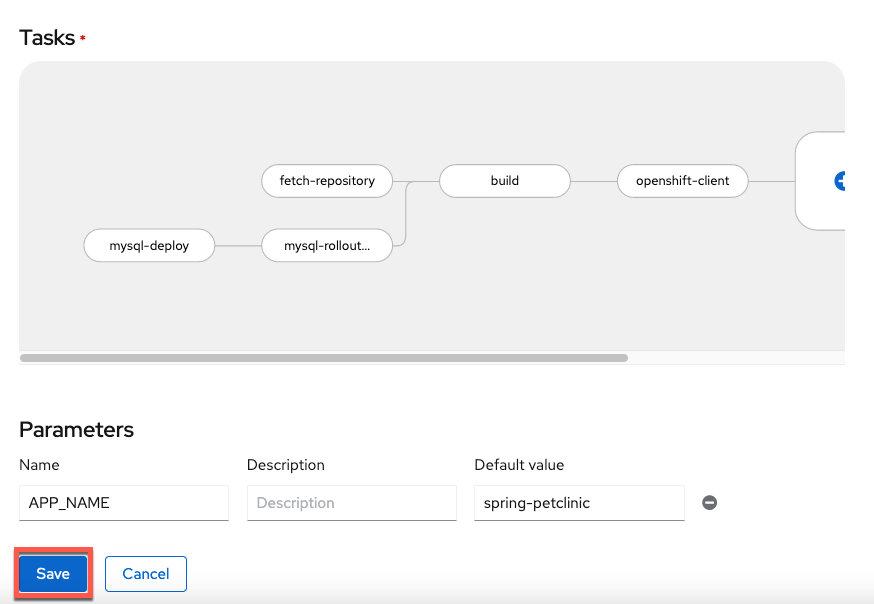 Tasks *
fetch-repository
build
openshift-client
mysql-deploy
mysql-rollout...
Parameters
Name
Description
Default value
APP_NAME
Description
spring-petclinic
Save
Cancel